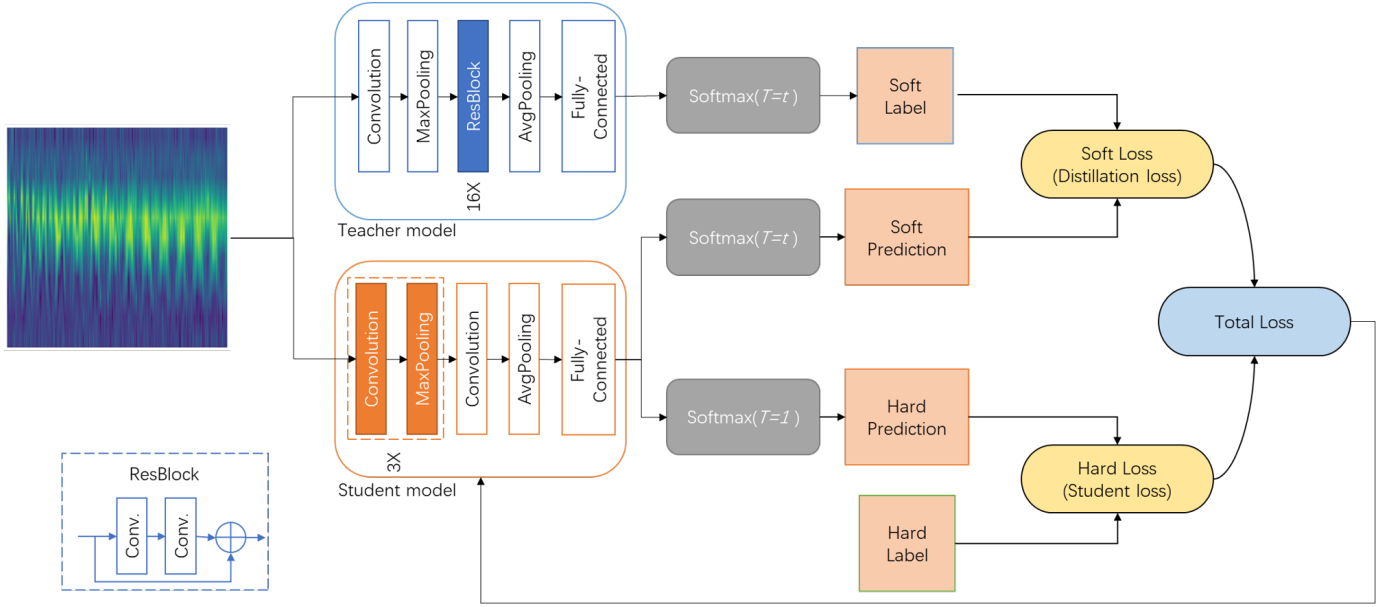 Convolution
MaxPooling
ResBlock
AvgPooling
Fully-
Connected
16X
Teacher model
Softmax(T=t )
Soft
Label
Soft Loss
(Distillation loss)
Softmax(T=t )
Soft
Prediction
Total Loss
Convolution
MaxPooling
Convolution
AvgPooling
Fully-
Connected
3X
Student model
Softmax(T=1 )
Hard
Prediction
Hard Loss
(Student loss)
Hard
Label
ResBlock
Conv.
Conv.